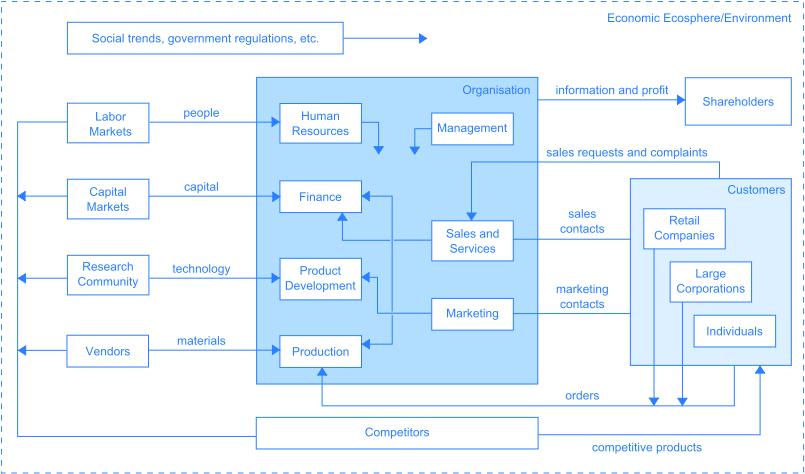 Economic Ecosphere/Environment
Social trends, government regulations, etc.
Organisation
information and profit
Shareholders
Labor
Markets
people
Human
Resources
Management
sales requests and complaints
Capital
Markets
capital
Finance
Customers
Sales and
Services
sales
contacts
Retail
Companies
Research
Community
technology
Product
Development
Large
Corporations
marketing
contacts
Marketing
Individuals
Vendors
materials
Production
orders
Competitors
competitive products